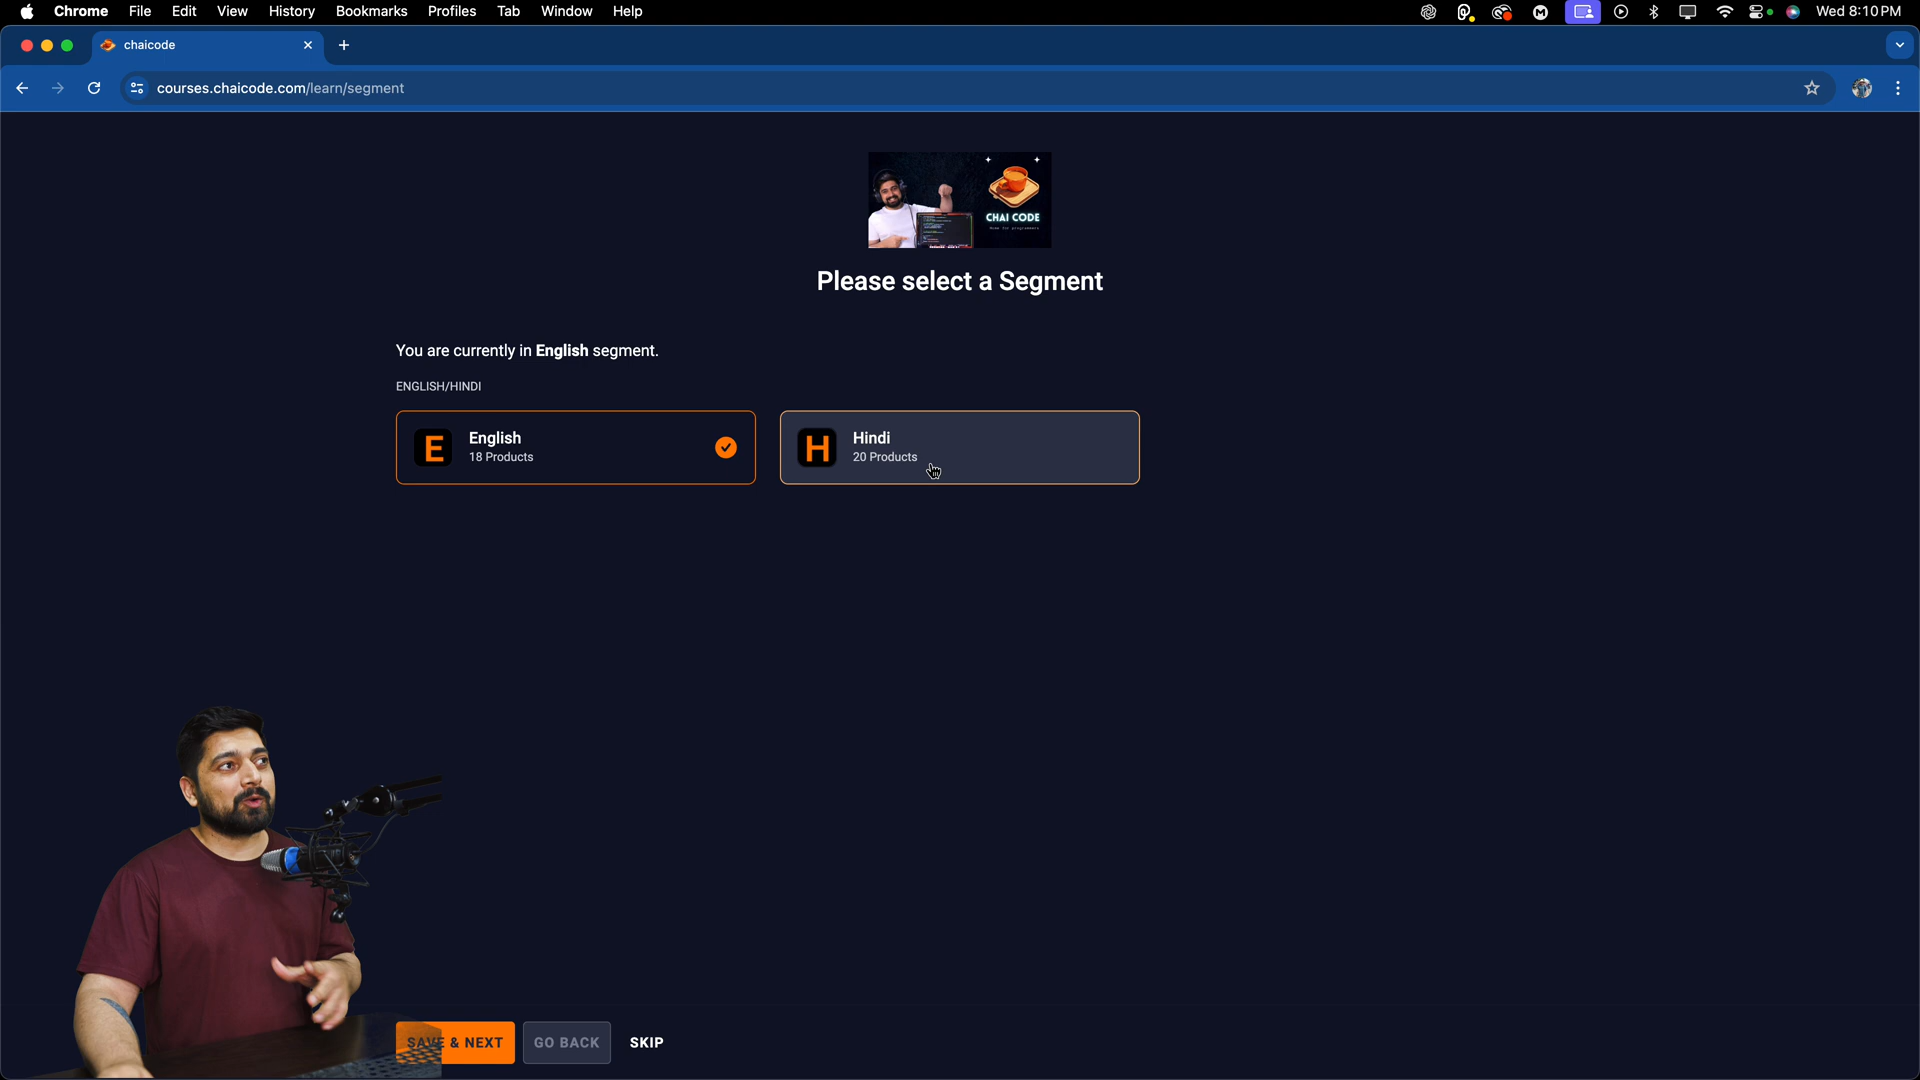 Chrome File Edit View History Bookmarks Profiles Tab Window Help Wed 8:10 PM
chaicode
courses.chaicode.com/learn/segment
CHAI CODE
Please select a Segment
You are currently in English segment.
ENGLISH/HINDI
E English
18 Products
H Hindi
20 Products
SAVE & NEXT GO BACK SKIP